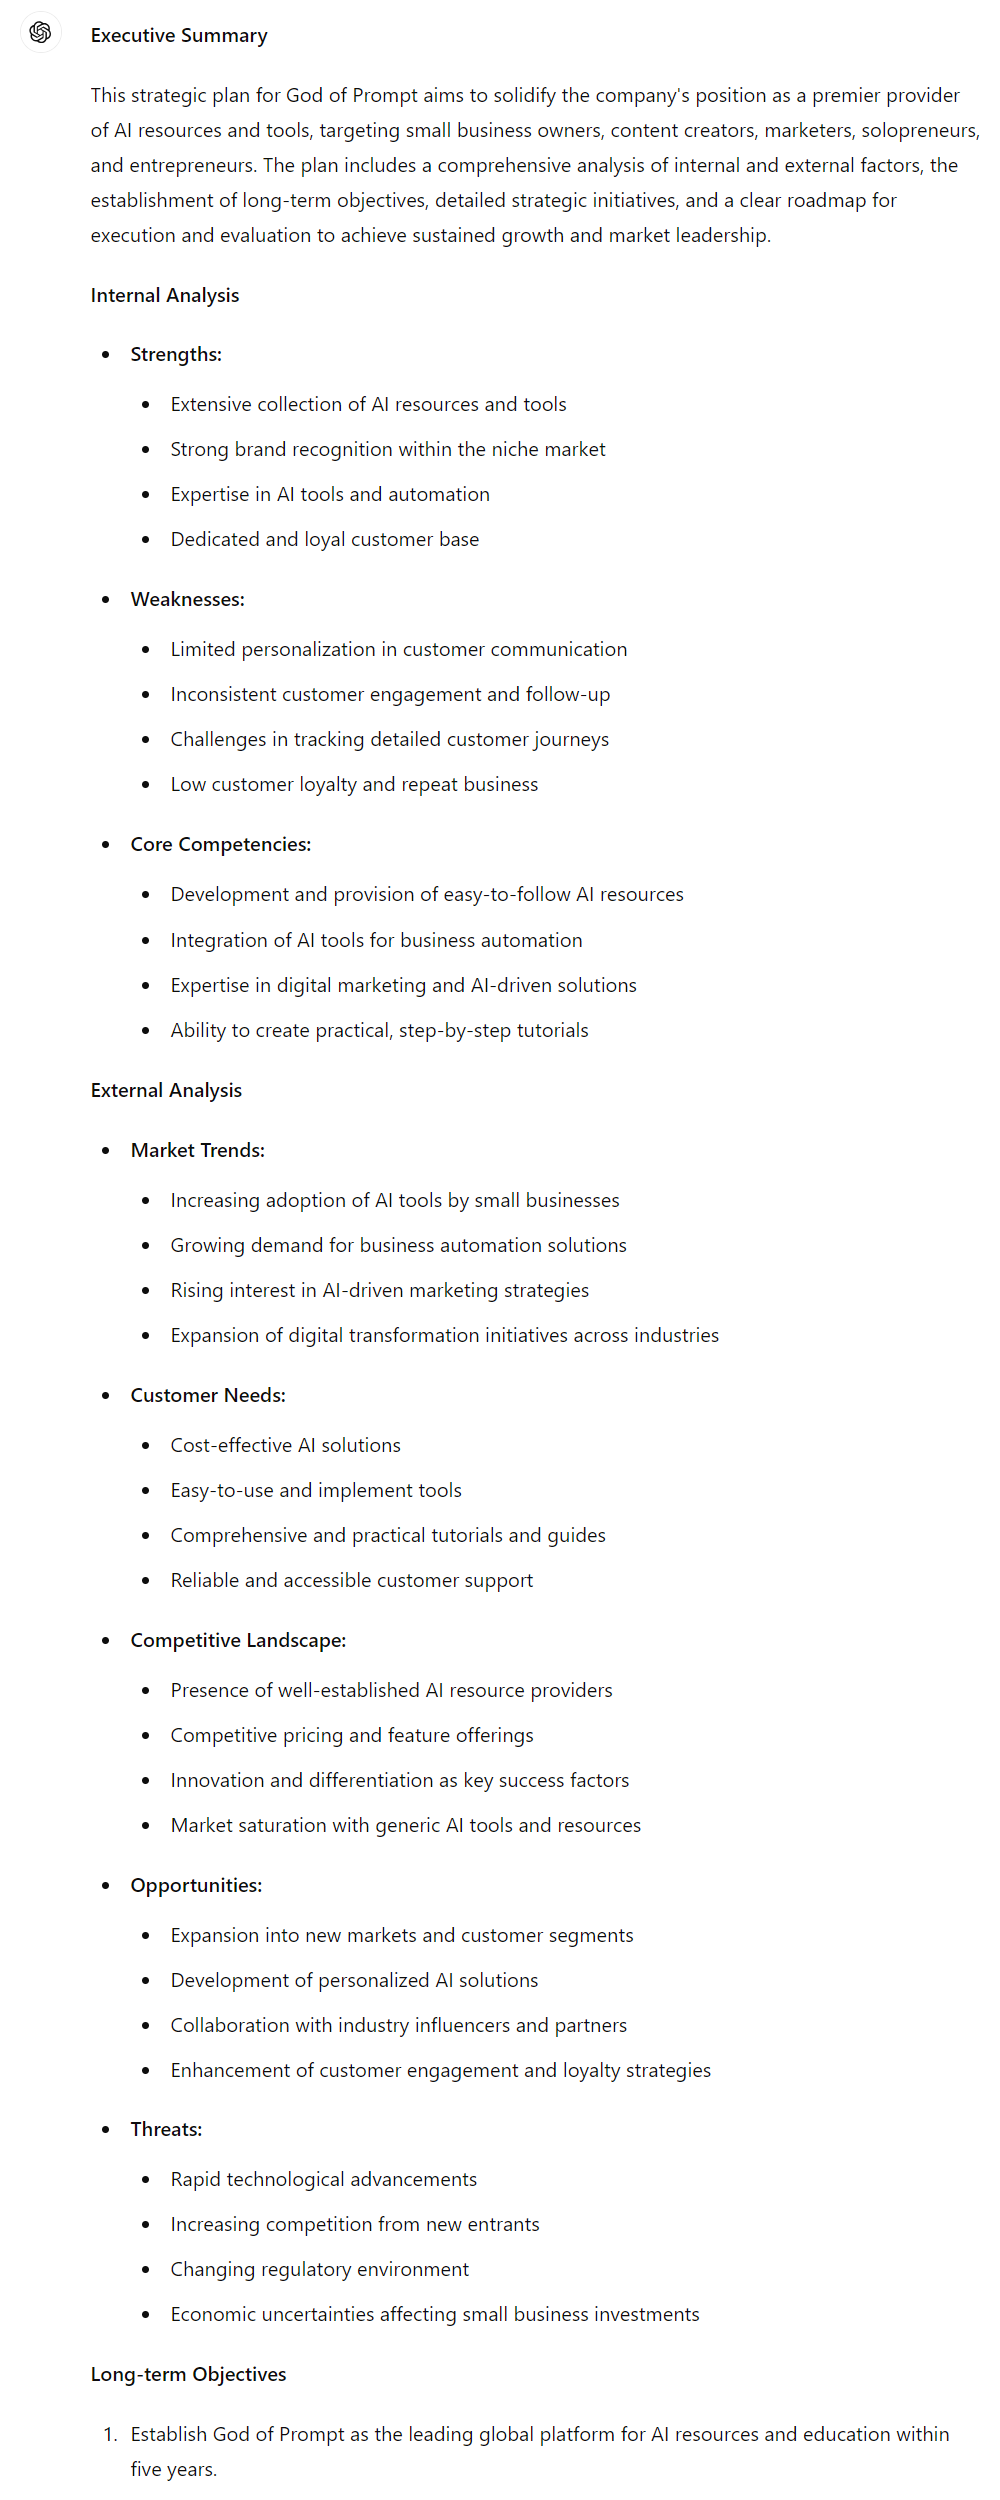 Executive Summary
This strategic plan for God of Prompt aims to solidify the company's position as a premier provider
of AI resources and tools, targeting small business owners, content creators, marketers, solopreneurs,
and entrepreneurs. The plan includes a comprehensive analysis of internal and external factors, the
establishment of long-term objectives, detailed strategic initiatives, and a clear roadmap for
execution and evaluation to achieve sustained growth and market leadership.
Internal Analysis
• Strengths:
• Extensive collection of AI resources and tools
• Strong brand recognition within the niche market
• Expertise in AI tools and automation
• Dedicated and loyal customer base
• Weaknesses:
• Limited personalization in customer communication
• Inconsistent customer engagement and follow-up
• Challenges in tracking detailed customer journeys
• Low customer loyalty and repeat business
• Core Competencies:
• Development and provision of easy-to-follow AI resources
• Integration of AI tools for business automation
• Expertise in digital marketing and AI-driven solutions
• Ability to create practical, step-by-step tutorials
External Analysis
• Market Trends:
• Increasing adoption of AI tools by small businesses
• Growing demand for business automation solutions
• Rising interest in AI-driven marketing strategies
• Expansion of digital transformation initiatives across industries
• Customer Needs:
• Cost-effective AI solutions
• Easy-to-use and implement tools
• Comprehensive and practical tutorials and guides
• Reliable and accessible customer support
• Competitive Landscape:
• Presence of well-established AI resource providers
• Competitive pricing and feature offerings
• Innovation and differentiation as key success factors
• Market saturation with generic AI tools and resources
• Opportunities:
• Expansion into new markets and customer segments
• Development of personalized AI solutions
• Collaboration with industry influencers and partners
• Enhancement of customer engagement and loyalty strategies
• Threats:
• Rapid technological advancements
• Increasing competition from new entrants
• Changing regulatory environment
• Economic uncertainties affecting small business investments
Long-term Objectives
1. Establish God of Prompt as the leading global platform for AI resources and education within
five years.